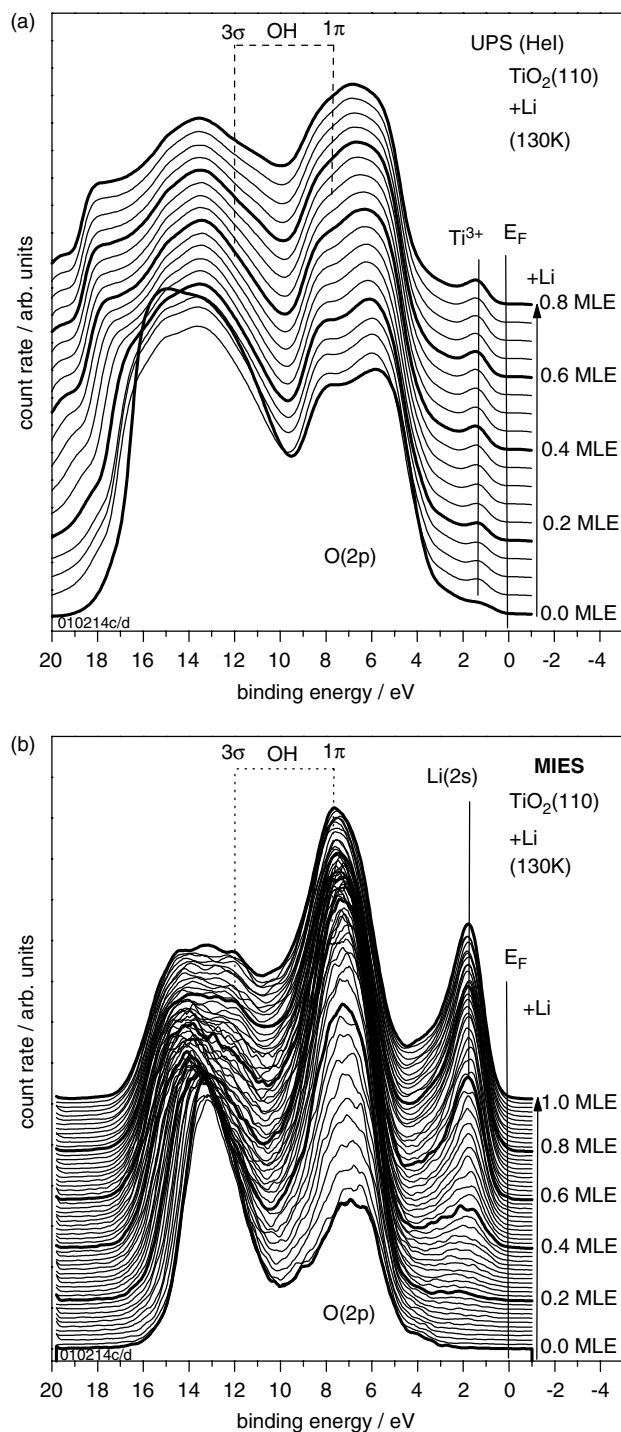 (a)
3σ OH 1π
UPS (HeI)
TiO₂(110)
+Li
(130K)
Ti³⁺
E_F
+Li
0.8 MLE
0.6 MLE
0.4 MLE
0.2 MLE
0.0 MLE
O(2p)
010214c/d
count rate / arb. units
20 18 16 14 12 10 8 6 4 2 0 -2 -4
binding energy / eV
(b)
3σ OH 1π
Li(2s)
MIES
TiO₂(110)
+Li
(130K)
E_F
+Li
1.0 MLE
0.8 MLE
0.6 MLE
0.4 MLE
0.2 MLE
0.0 MLE
O(2p)
010214c/d
count rate / arb. units
20 18 16 14 12 10 8 6 4 2 0 -2 -4
binding energy / eV